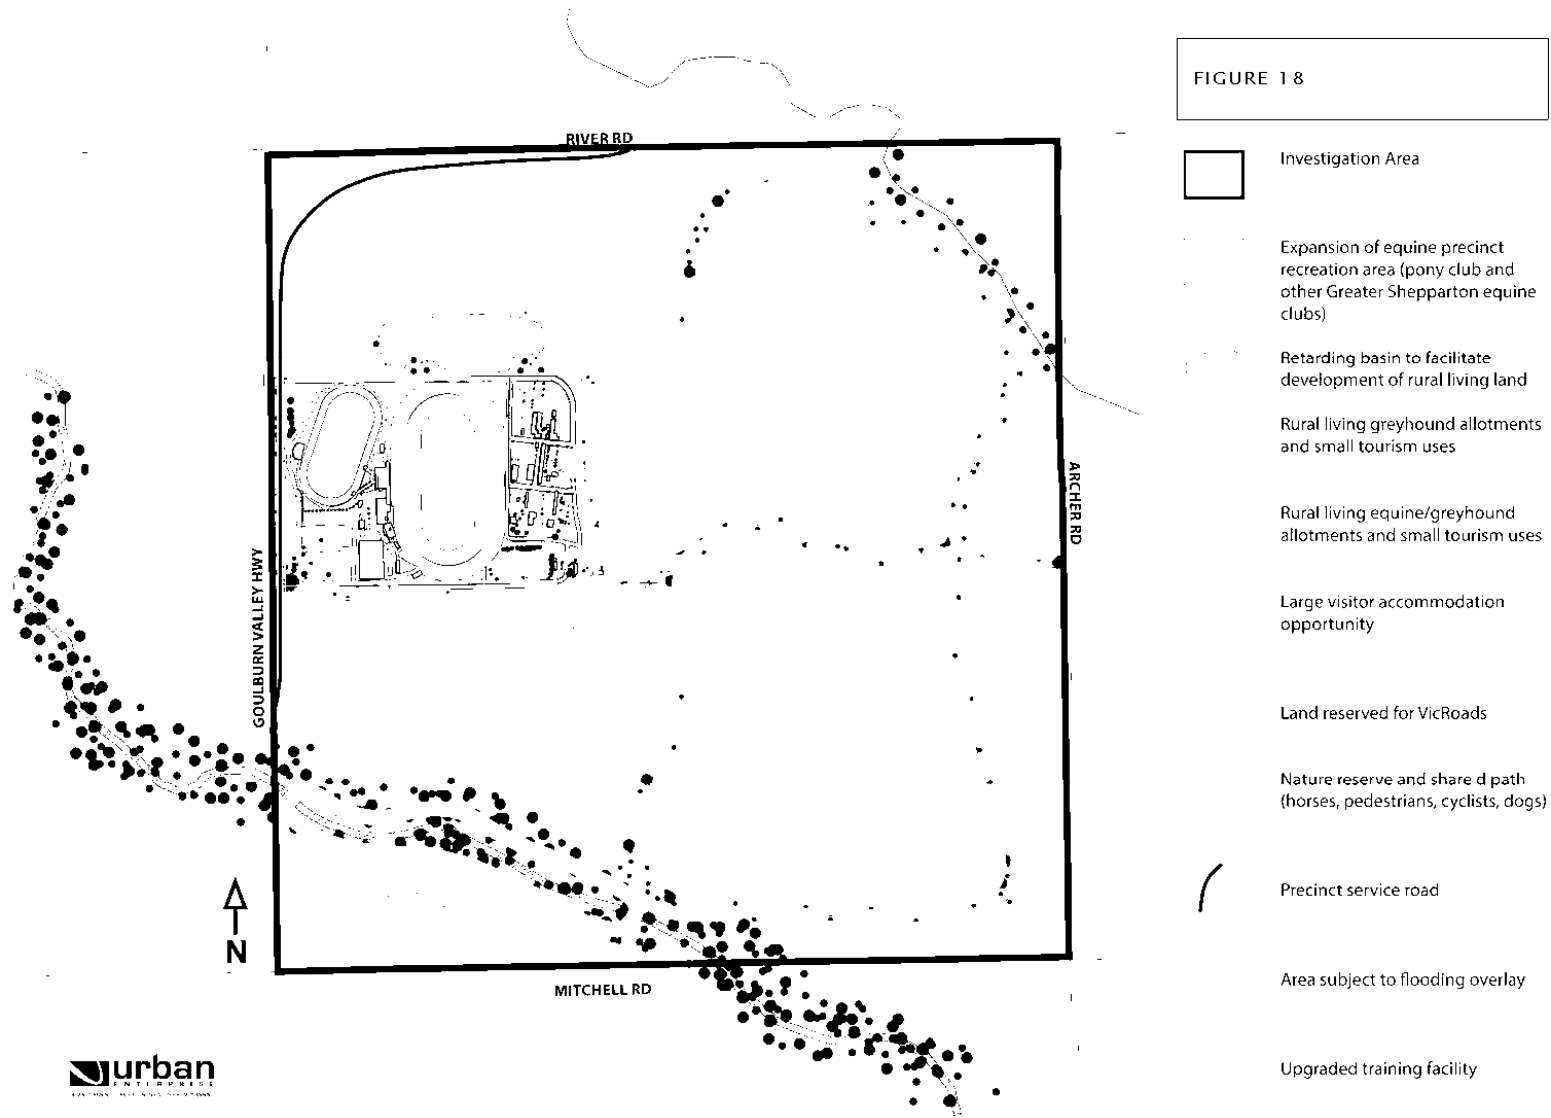 FIGURE 18
RIVER RD
Investigation Area
Expansion of equine precinct
recreation area (pony club and
other Greater Shepparton equine
clubs)
Retarding basin to facilitate
development of rural living land
Rural living greyhound allotments
and small tourism uses
ARCHER RD
Rural living equine/greyhound
allotments and small tourism uses
GOULBURN VALLEY HWY
Large visitor accommodation
opportunity
Land reserved for VicRoads
Nature reserve and share d path
(horses, pedestrians, cyclists, dogs)
Precinct service road
N
MITCHELL RD
Area subject to flooding overlay
Upgraded training facility
urban
ENTERPRISE